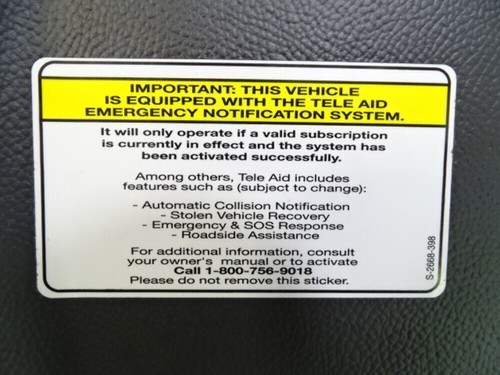 IMPORTANT: THIS VEHICLE
IS EQUIPPED WITH THE TELE AID
EMERGENCY NOTIFICATION SYSTEM.
It will only operate if a valid subscription
is currently in effect and the system has
been activated successfully.
Among others, Tele Aid includes
features such as (subject to change):
- Automatic Collision Notification
- Stolen Vehicle Recovery
- Emergency & SOS Response
- Roadside Assistance
For additional information, consult
your owner's manual or to activate
Call 1-800-756-9018
Please do not remove this sticker.
S-2668-398